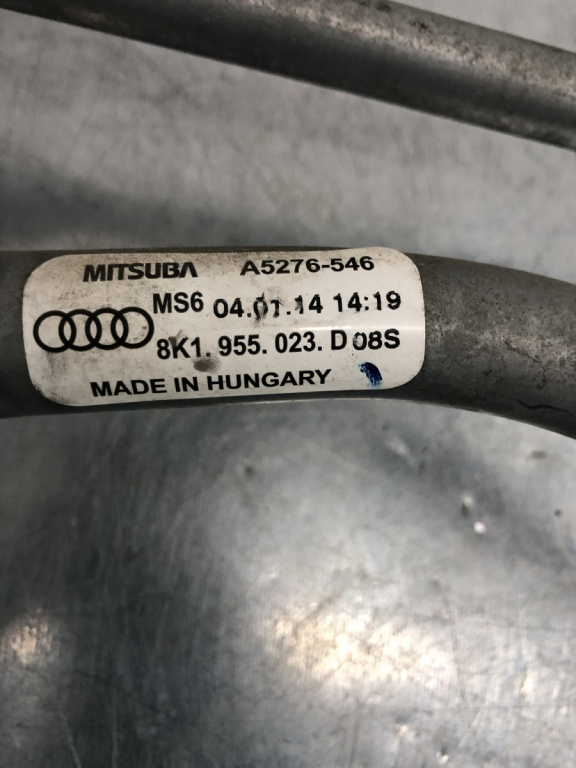 MITSUBA A5276-546
MS6 04.01.14 14:19
8K1.955.023.D 08S
MADE IN HUNGARY